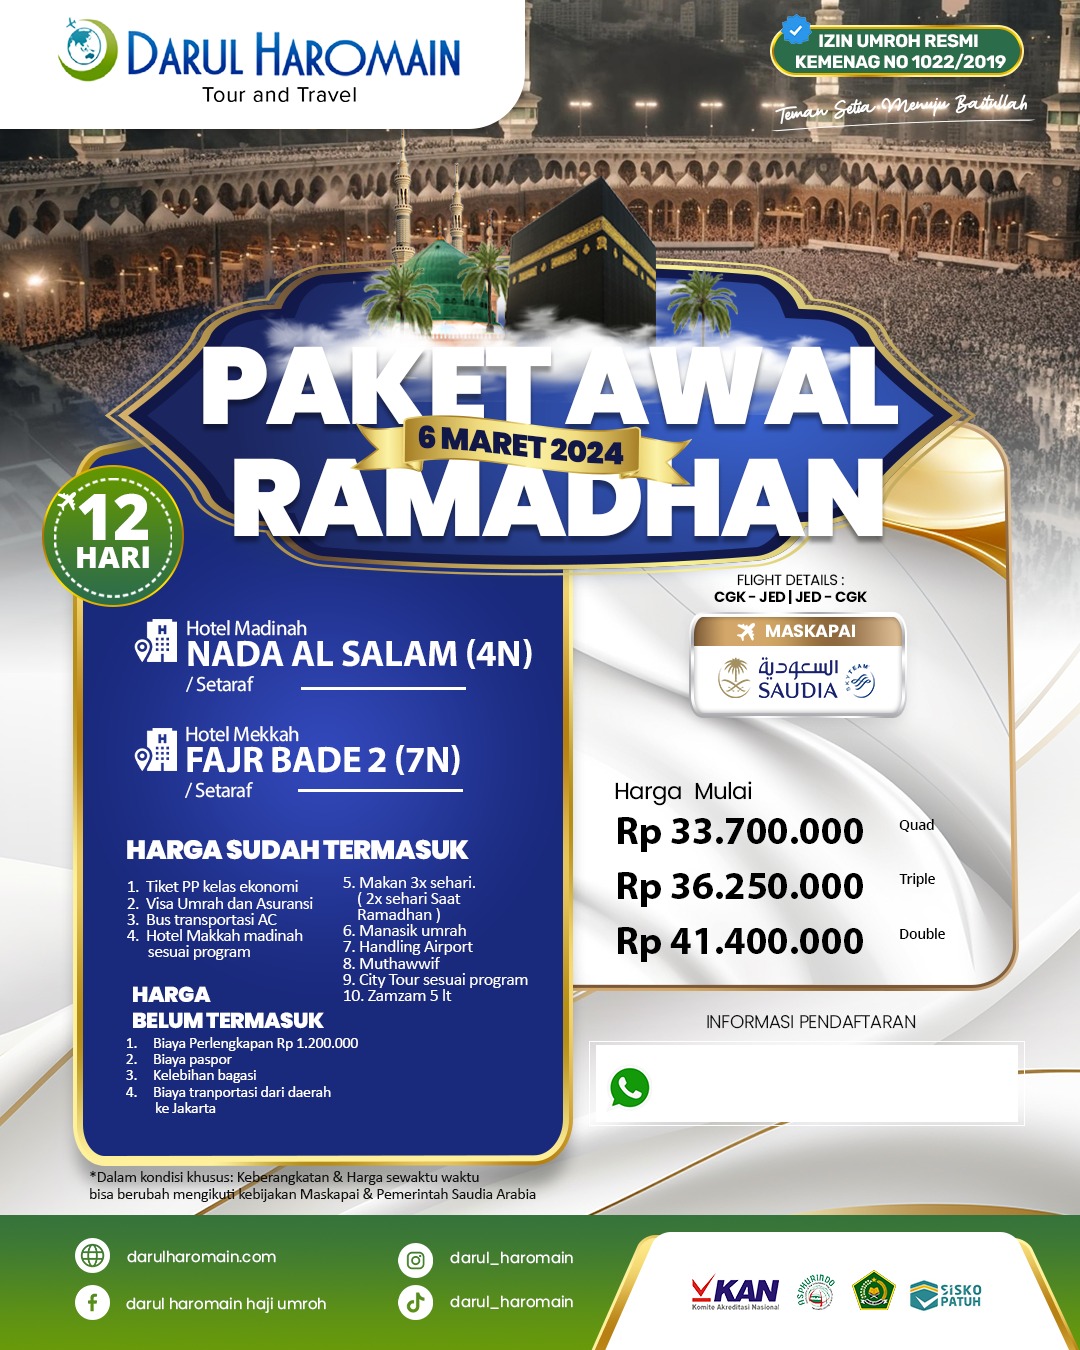 DARUL HAROMAIN
Tour and Travel
IZIN UMROH RESMI
KEMENAG NO 1022/2019
Teman Setia Menuju Baitullah
PAKET AWAL
6 MARET 2024
RAMADHAN
12
HARI
Hotel Madinah
NADA AL SALAM (4N)
/ Setaraf
Hotel Mekkah
FAJR BADE 2 (7N)
/ Setaraf
HARGA SUDAH TERMASUK
1. Tiket PP kelas ekonomi
2. Visa Umrah dan Asuransi
3. Bus transportasi AC
4. Hotel Makkah madinah
sesuai program
5. Makan 3x sehari.
( 2x sehari Saat
Ramadhan )
6. Manasik umrah
7. Handling Airport
8. Muthawwif
9. City Tour sesuai program
10. Zamzam 5 lt
HARGA
BELUM TERMASUK
1. Biaya Perlengkapan Rp 1.200.000
2. Biaya paspor
3. Kelebihan bagasi
4. Biaya tranportasi dari daerah
ke Jakarta
*Dalam kondisi khusus: Keberangkatan & Harga sewaktu waktu
bisa berubah mengikuti kebijakan Maskapai & Pemerintah Saudia Arabia
FLIGHT DETAILS :
CGK - JED | JED - CGK
MASKAPAI
السعودية
SAUDIA
SKYTEAM
Harga Mulai
Rp 33.700.000 Quad
Rp 36.250.000 Triple
Rp 41.400.000 Double
INFORMASI PENDAFTARAN
darulharomain.com
darul haromain haji umroh
darul_haromain
darul_haromain
KAN
Komite Akreditasi Nasional
ASPHURINDO
SISKO
PATUH